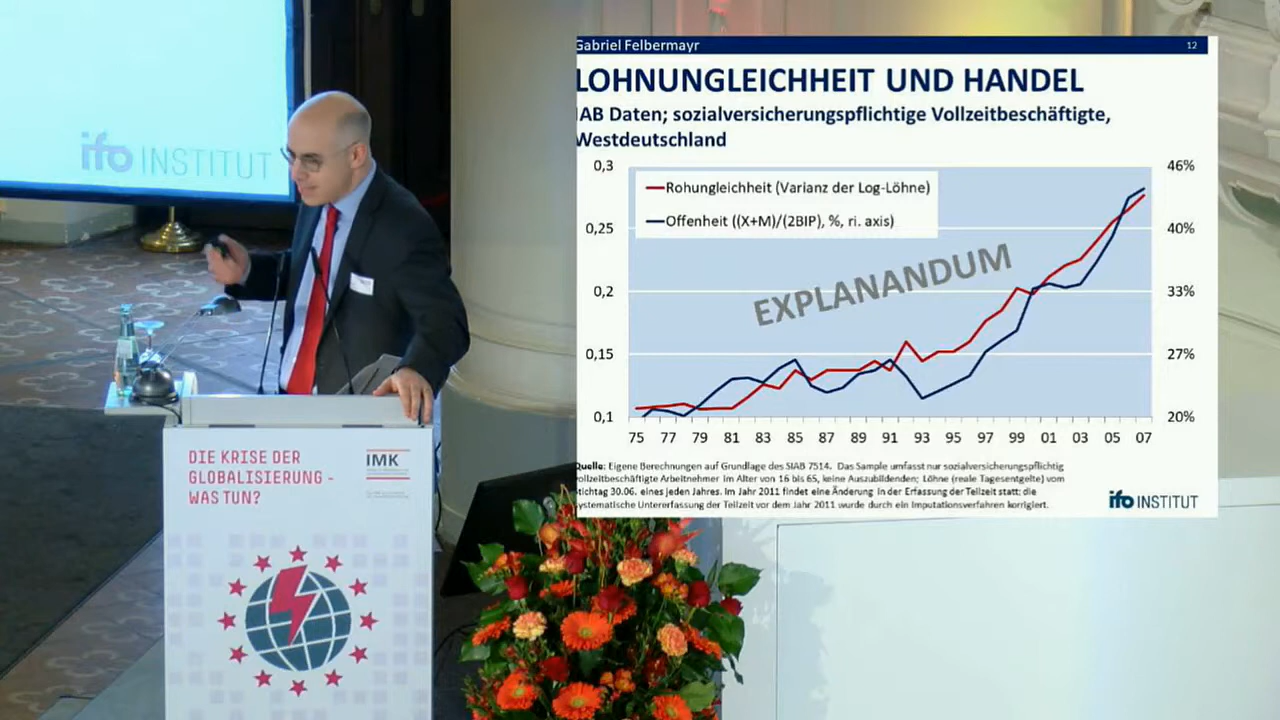 ifo INSTITUT
Gabriel Felbermayr
12
LOHNUNGLEICHHEIT UND HANDEL
IAB Daten; sozialversicherungspflichtige Vollzeitbeschäftigte,
Westdeutschland
0,3
0,25
0,2
0,15
0,1
Rohungleichheit (Varianz der Log-Löhne)
Offenheit ((X+M)/(2BIP), %, ri. axis)
EXPLANANDUM
46%
40%
33%
27%
20%
75 77 79 81 83 85 87 89 91 93 95 97 99 01 03 05 07
Quelle: Eigene Berechnungen auf Grundlage des SIAB 7514. Das Sample umfasst nur sozialversicherungspflichtig
vollzeitbeschäftigte Arbeitnehmer im Alter von 16 bis 65, keine Auszubildenden; Löhne (reale Tagesentgelte) vom
Stichtag 30.06. eines jeden Jahres. Im Jahr 2011 findet eine Änderung in der Erfassung der Teilzeit statt; die
systematische Untererfassung der Teilzeit vor dem Jahr 2011 wurde durch ein Imputationsverfahren korrigiert.
ifo INSTITUT
DIE KRISE DER
GLOBALISIERUNG -
WAS TUN?
IMK